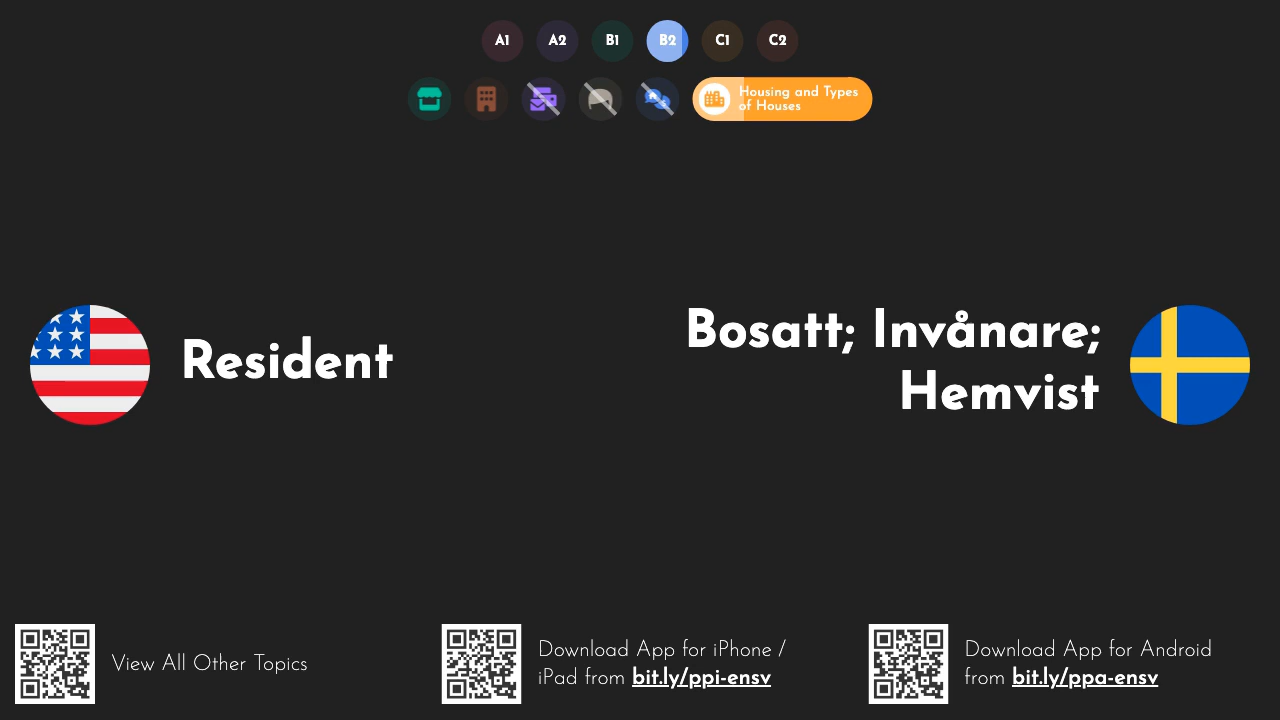 A1 A2 B1 B2 C1 C2
Housing and Types
of Houses
Resident
Bosatt; Invånare;
Hemvist
View All Other Topics
Download App for iPhone /
iPad from bit.ly/ppi-ensv
Download App for Android
from bit.ly/ppa-ensv